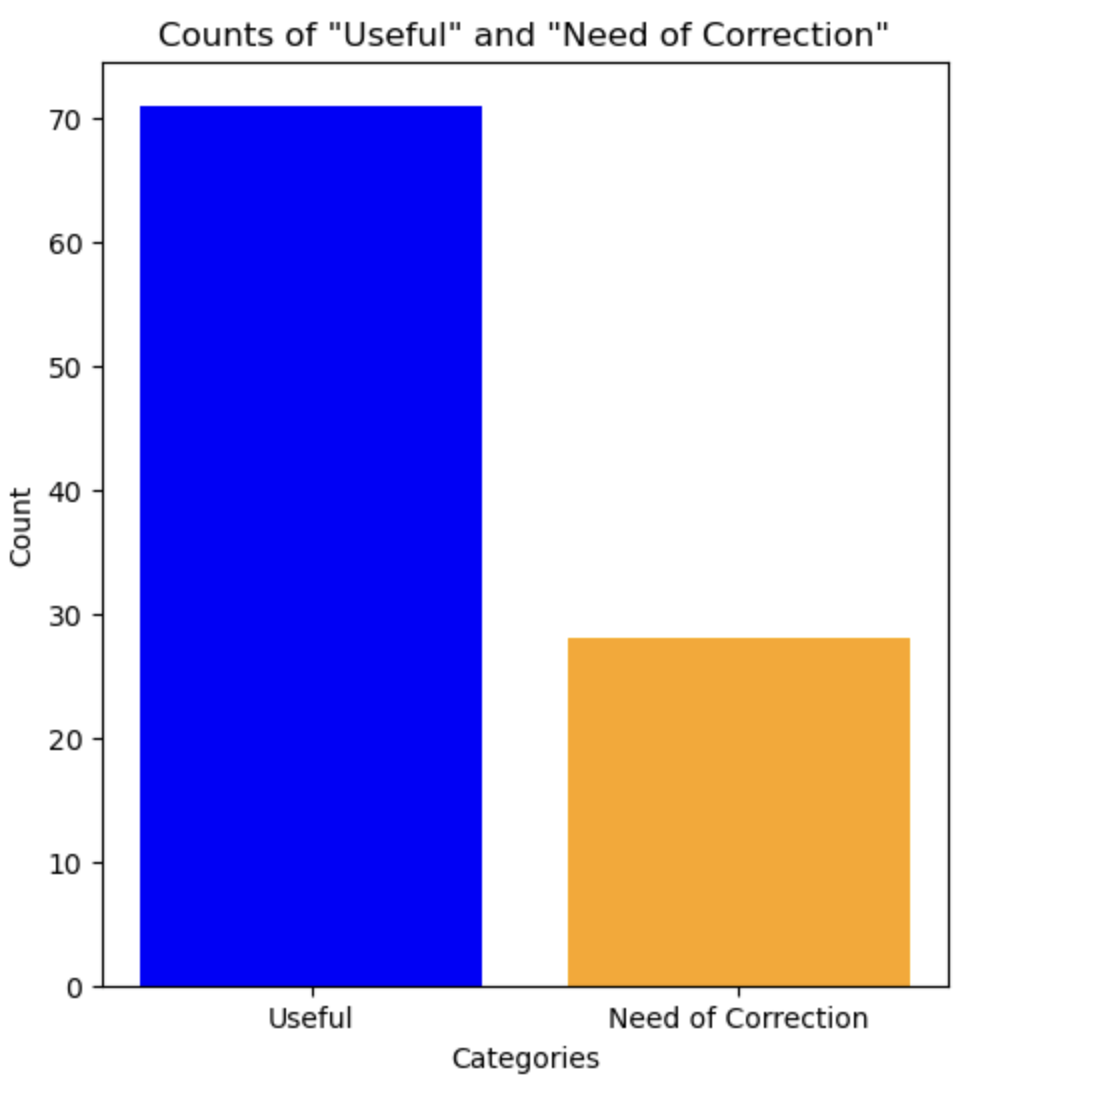 Counts of "Useful" and "Need of Correction"
70
60
50
40
30
20
10
0
Count
Useful
Need of Correction
Categories